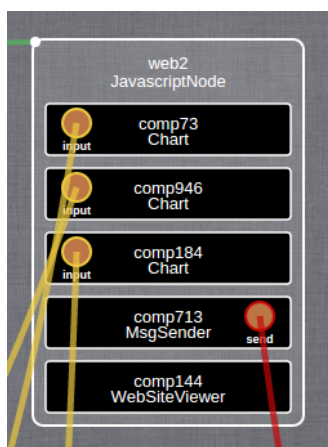 web2
JavascriptNode
comp73
Chart
input
comp946
Chart
input
comp184
Chart
input
comp713
MsgSender
send
comp144
WebSiteViewer